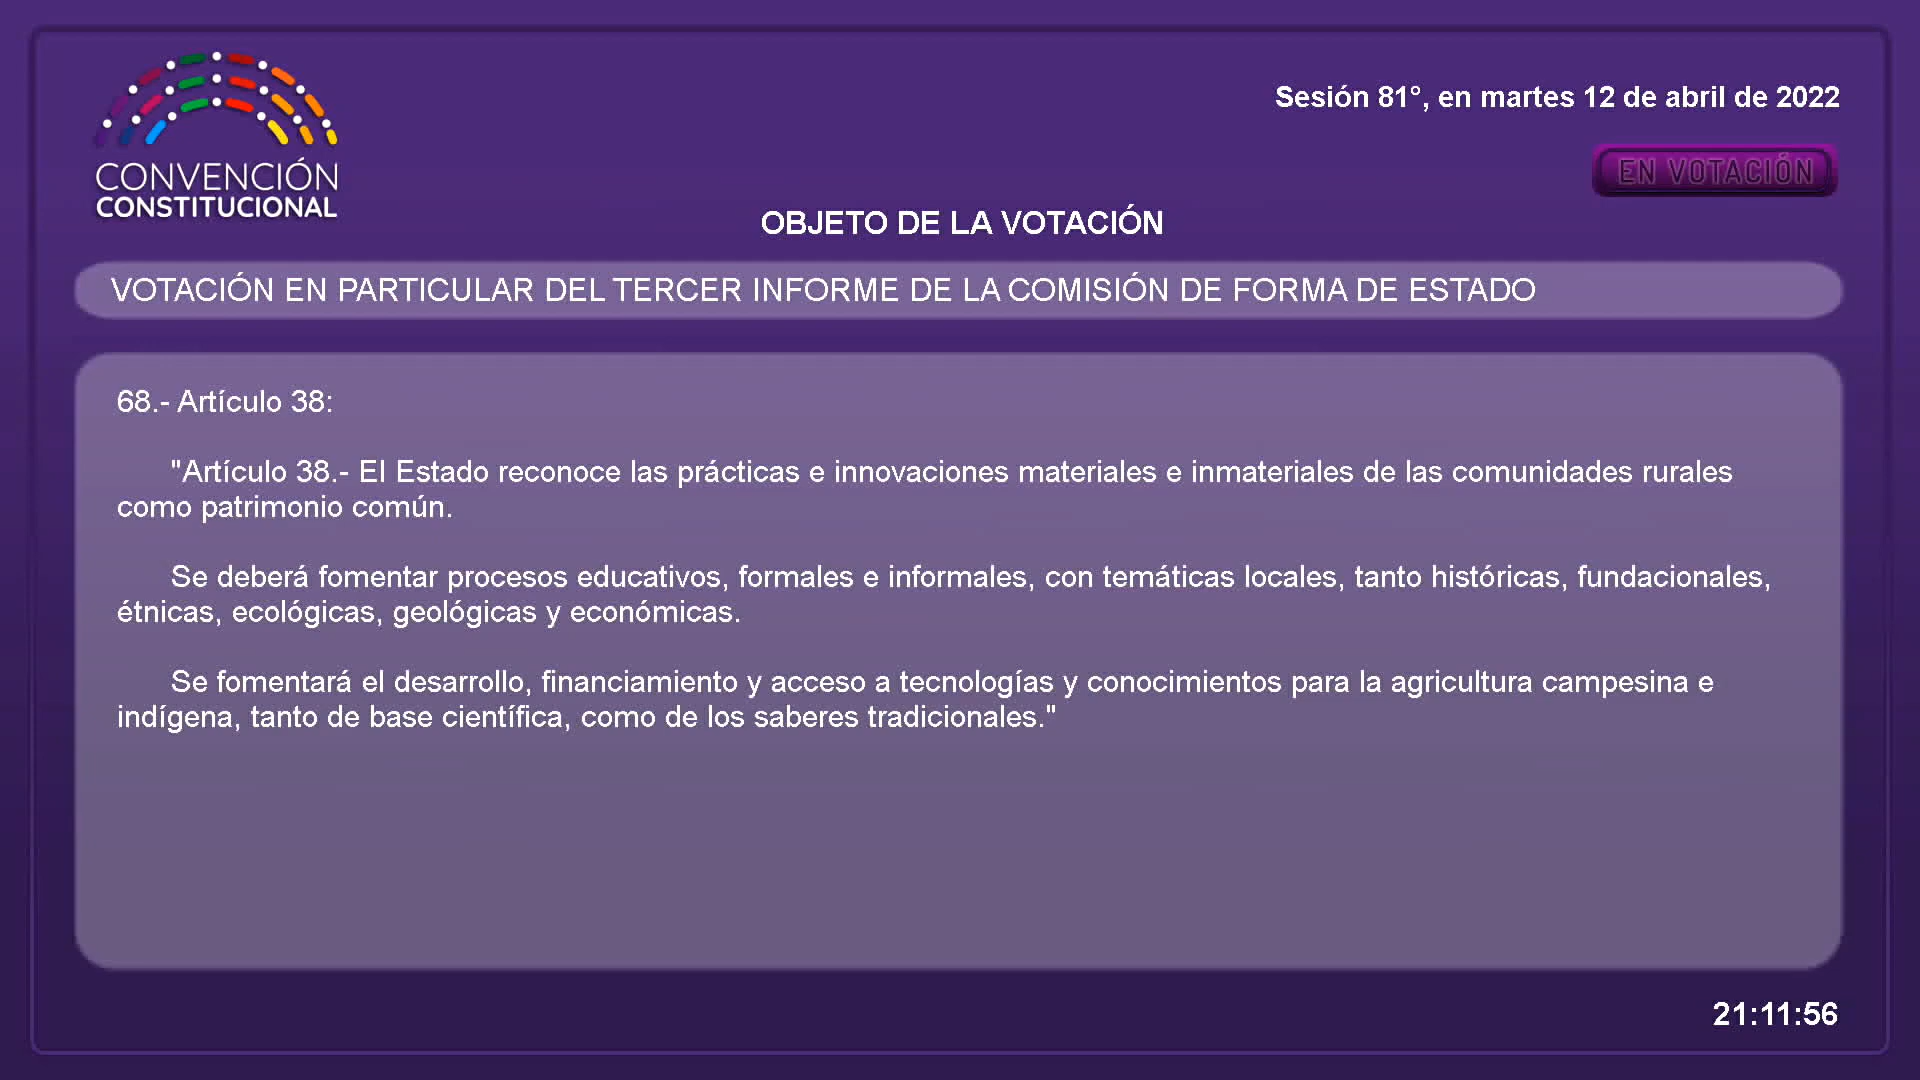 CONVENCIÓN
CONSTITUCIONAL
Sesión 81°, en martes 12 de abril de 2022
EN VOTACIÓN
OBJETO DE LA VOTACIÓN
VOTACIÓN EN PARTICULAR DEL TERCER INFORME DE LA COMISIÓN DE FORMA DE ESTADO
68.- Artículo 38:
"Artículo 38.- El Estado reconoce las prácticas e innovaciones materiales e inmateriales de las comunidades rurales
como patrimonio común.
Se deberá fomentar procesos educativos, formales e informales, con temáticas locales, tanto históricas, fundacionales,
étnicas, ecológicas, geológicas y económicas.
Se fomentará el desarrollo, financiamiento y acceso a tecnologías y conocimientos para la agricultura campesina e
indígena, tanto de base científica, como de los saberes tradicionales."
21:11:56